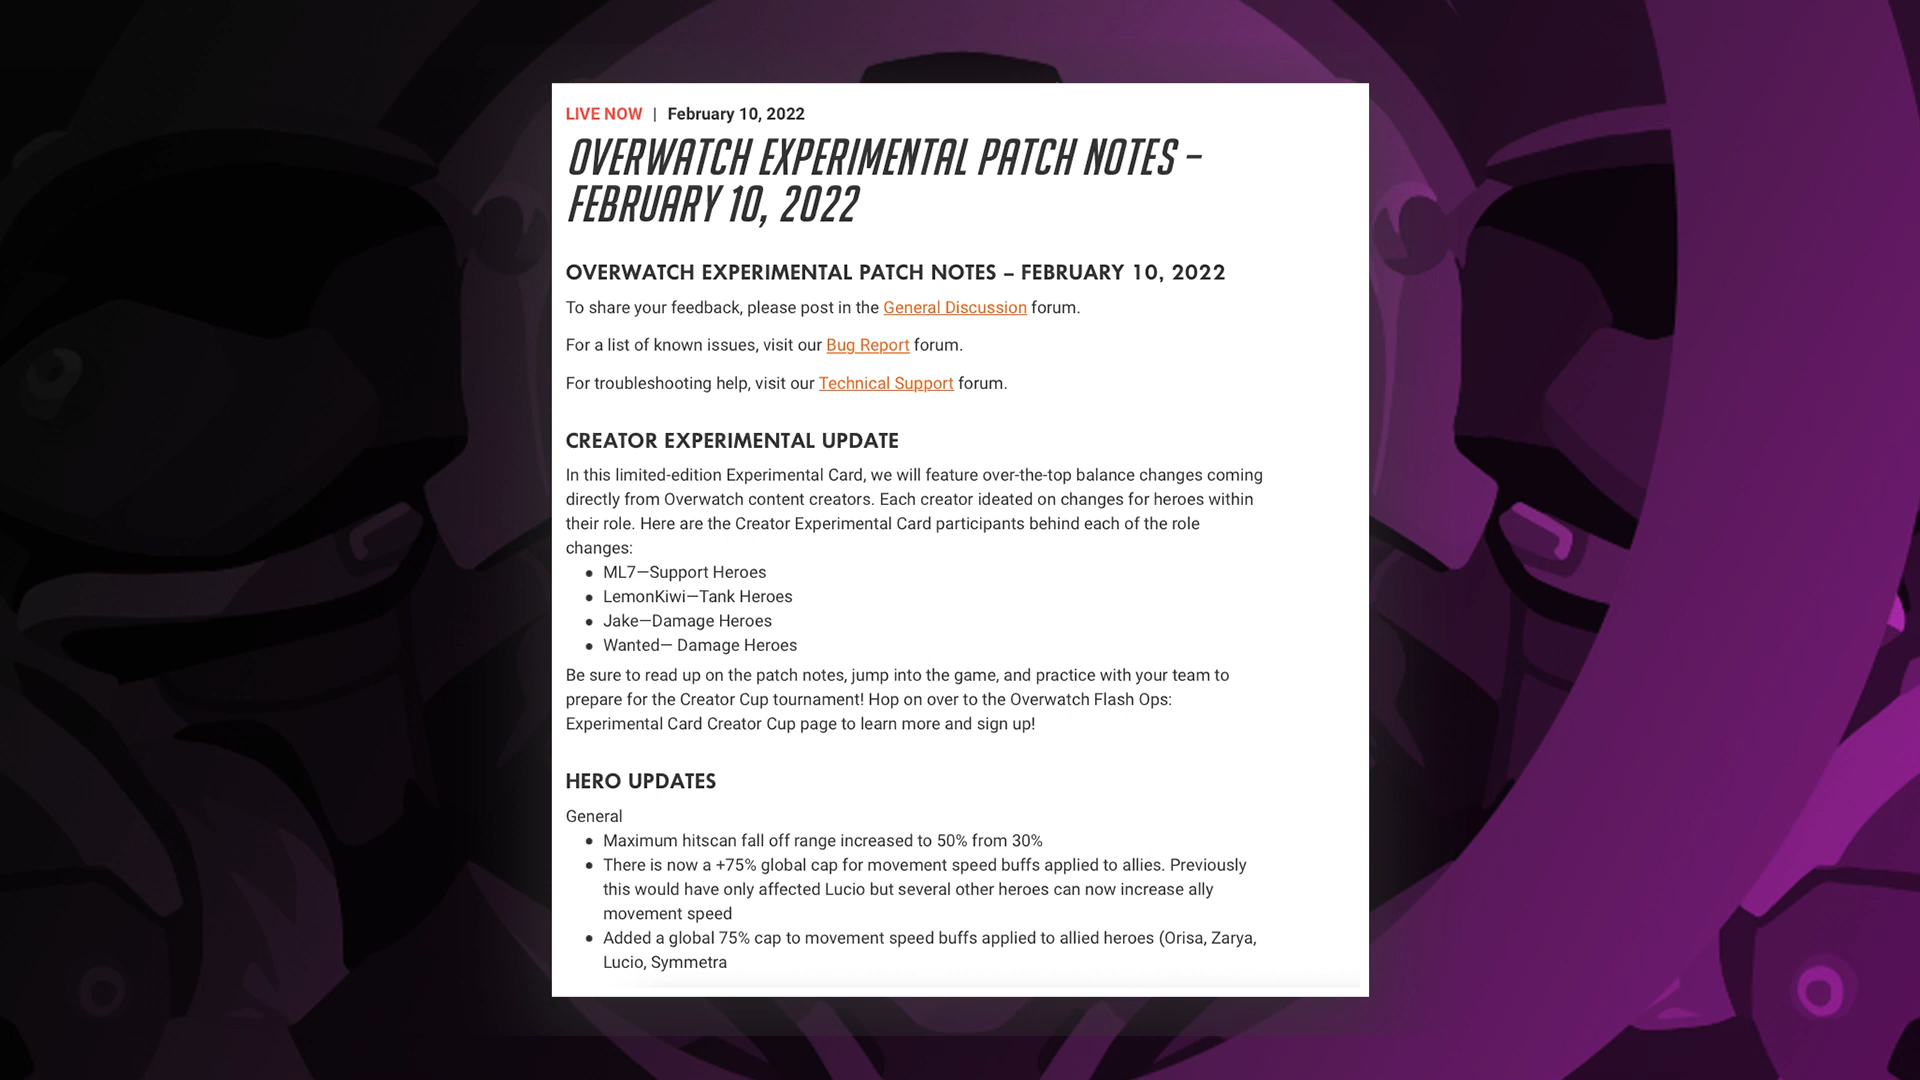 LIVE NOW | February 10, 2022
OVERWATCH EXPERIMENTAL PATCH NOTES –
FEBRUARY 10, 2022
OVERWATCH EXPERIMENTAL PATCH NOTES – FEBRUARY 10, 2022
To share your feedback, please post in the General Discussion forum.
For a list of known issues, visit our Bug Report forum.
For troubleshooting help, visit our Technical Support forum.
CREATOR EXPERIMENTAL UPDATE
In this limited-edition Experimental Card, we will feature over-the-top balance changes coming
directly from Overwatch content creators. Each creator ideated on changes for heroes within
their role. Here are the Creator Experimental Card participants behind each of the role
changes:
● ML7—Support Heroes
● LemonKiwi—Tank Heroes
● Jake—Damage Heroes
● Wanted— Damage Heroes
Be sure to read up on the patch notes, jump into the game, and practice with your team to
prepare for the Creator Cup tournament! Hop on over to the Overwatch Flash Ops:
Experimental Card Creator Cup page to learn more and sign up!
HERO UPDATES
General
● Maximum hitscan fall off range increased to 50% from 30%
● There is now a +75% global cap for movement speed buffs applied to allies. Previously
this would have only affected Lucio but several other heroes can now increase ally
movement speed
● Added a global 75% cap to movement speed buffs applied to allied heroes (Orisa, Zarya,
Lucio, Symmetra